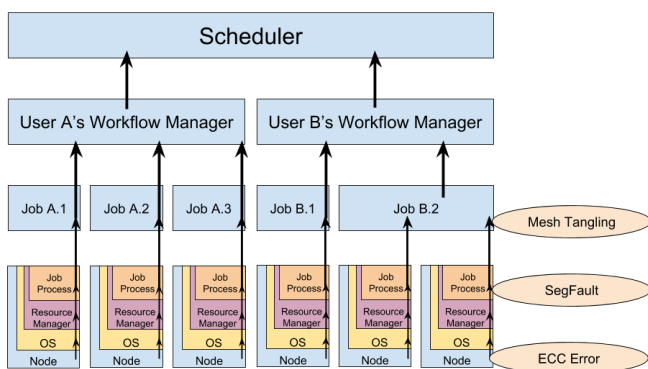 Scheduler
User A's Workflow Manager
User B's Workflow Manager
Job A.1
Job A.2
Job A.3
Job B.1
Job B.2
Mesh Tangling
Job
Process
Resource
Manager
OS
Node
Job
Process
Resource
Manager
OS
Node
Job
Process
Resource
Manager
OS
Node
Job
Process
Resource
Manager
OS
Node
Job
Process
Resource
Manager
OS
Node
Job
Process
Resource
Manager
OS
Node
SegFault
ECC Error